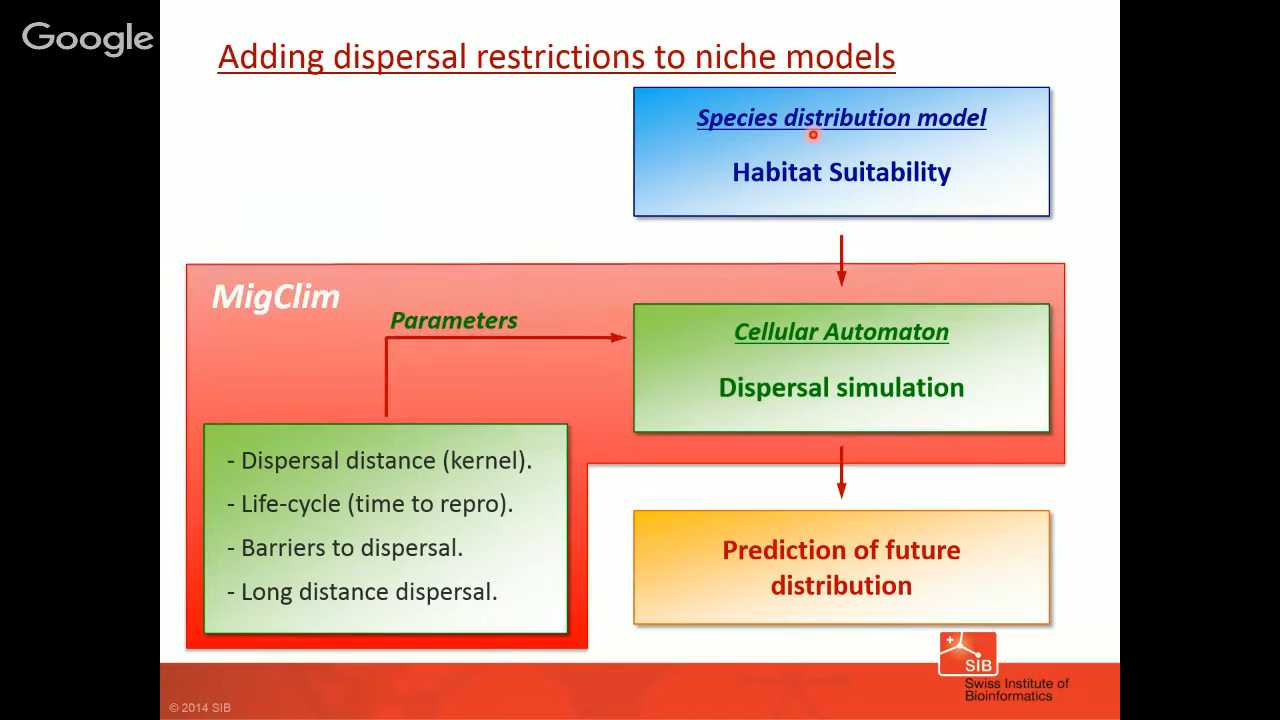 Google
Adding dispersal restrictions to niche models
Species distribution model
Habitat Suitability
MigClim
Parameters
Cellular Automaton
Dispersal simulation
- Dispersal distance (kernel).
- Life-cycle (time to repro).
- Barriers to dispersal.
- Long distance dispersal.
Prediction of future
distribution
SIB
Swiss Institute of
Bioinformatics
© 2014 SIB